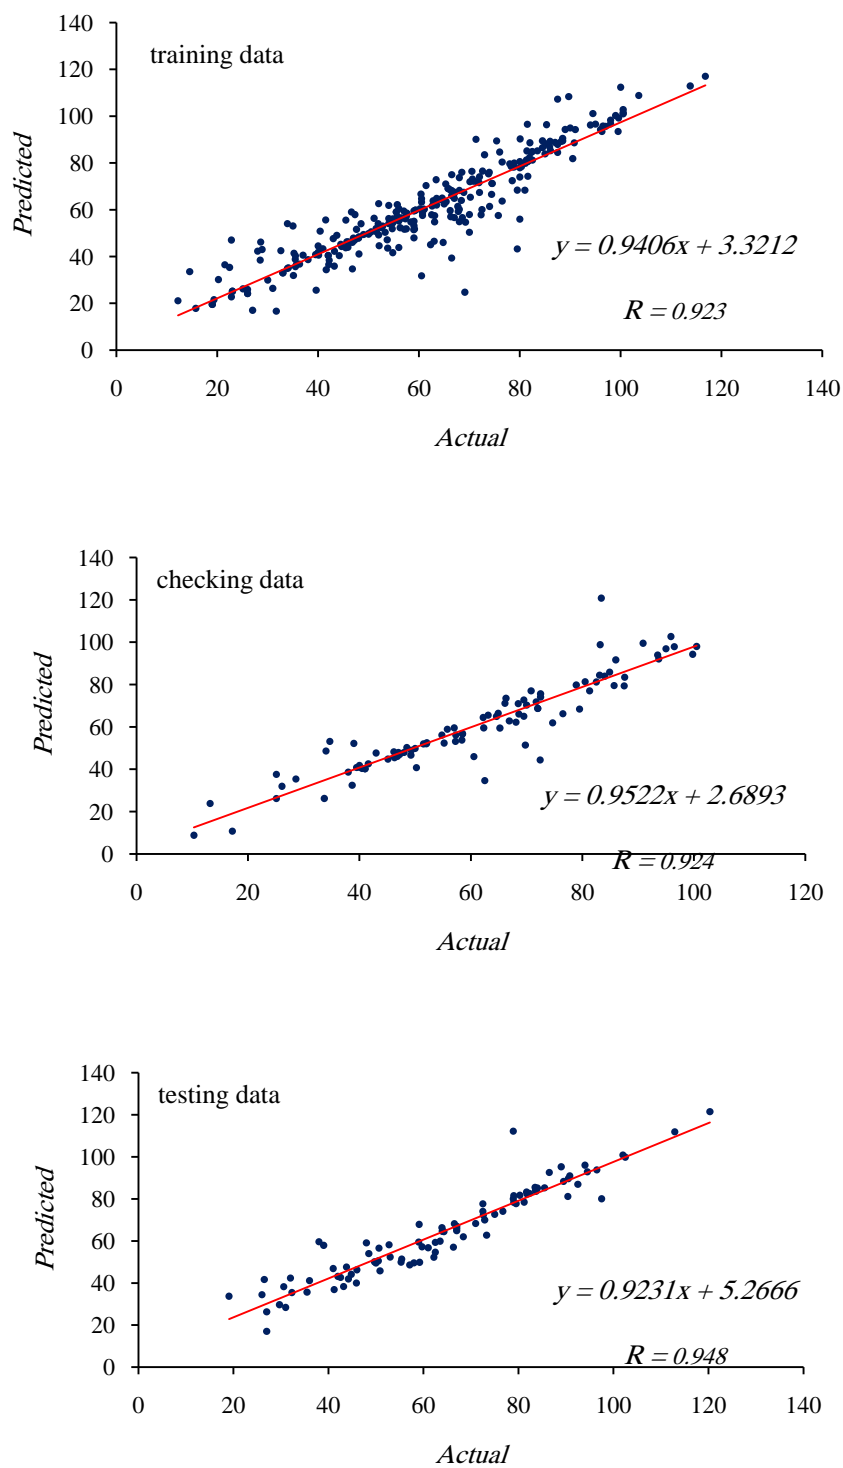 training data
140
120
100
80
60
40
20
0
Predicted
y = 0.9406x + 3.3212
R = 0.923
0 20 40 60 80 100 120 140
Actual
checking data
140
120
100
80
60
40
20
0
Predicted
y = 0.9522x + 2.6893
R = 0.924
0 20 40 60 80 100 120
Actual
testing data
140
120
100
80
60
40
20
0
Predicted
y = 0.9231x + 5.2666
R = 0.948
0 20 40 60 80 100 120 140
Actual